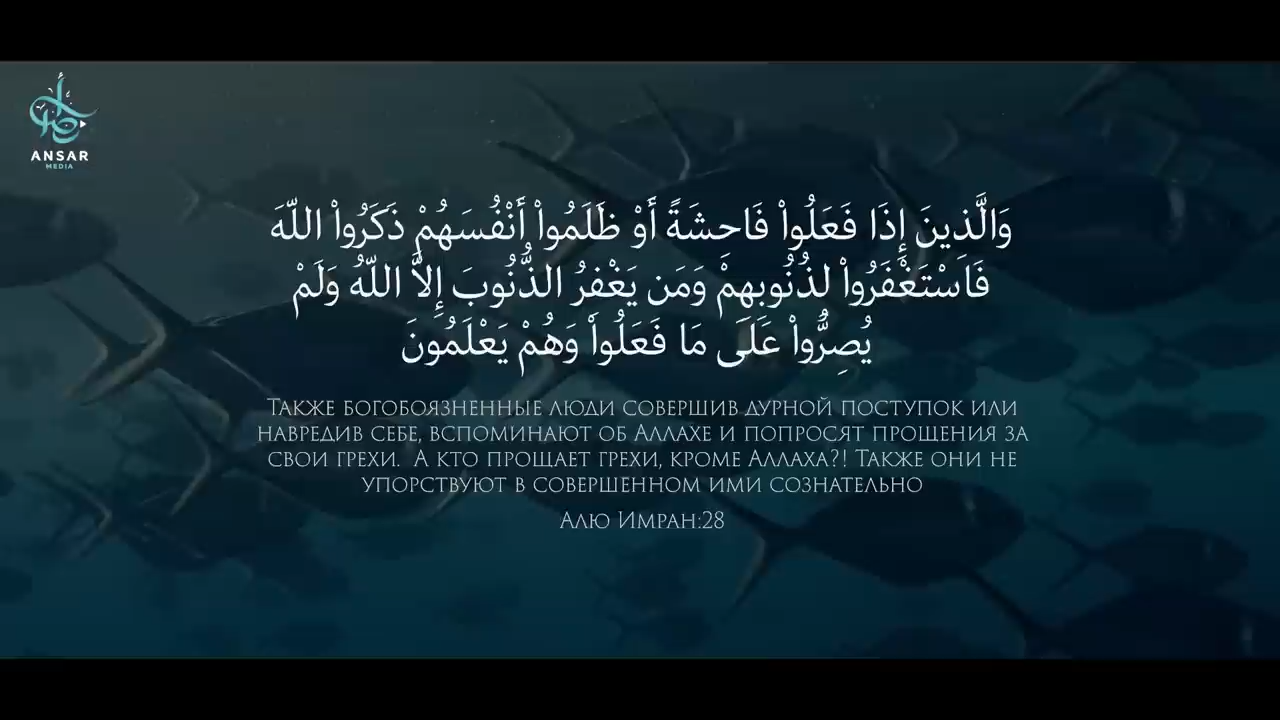 ANSAR
MEDIA
وَالَّذِينَ إِذَا فَعَلُواْ فَاحِشَةً أَوْ ظَلَمُواْ أَنْفُسَهُمْ ذَكَرُواْ اللّهَ
فَاسْتَغْفَرُواْ لِذُنُوبِهِمْ وَمَن يَغْفِرُ الذُّنُوبَ إِلاَّ اللّهُ وَلَمْ
يُصِرُّواْ عَلَى مَا فَعَلُواْ وَهُمْ يَعْلَمُونَ
Также богобоязненные люди совершив дурной поступок или
навредив себе, вспоминают об Аллахе и попросят прощения за
свои грехи. А кто прощает грехи, кроме Аллаха?! Также они не
упорствуют в совершенном ими сознательно
Алю Имран:28